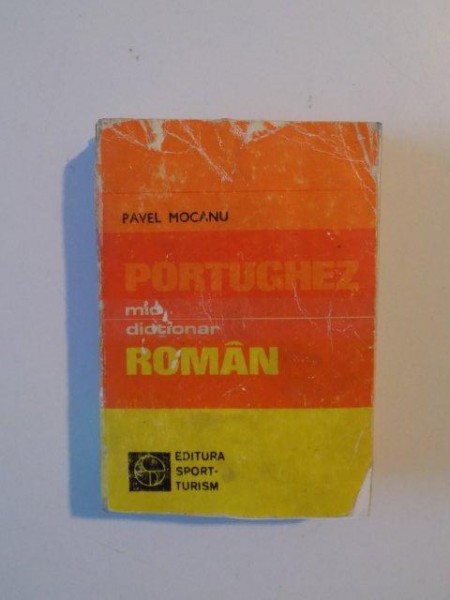 PAVEL MOCANU
PORTUGHEZ
mic
dicționar
ROMÂN
EDITURA
SPORT-
TURISM